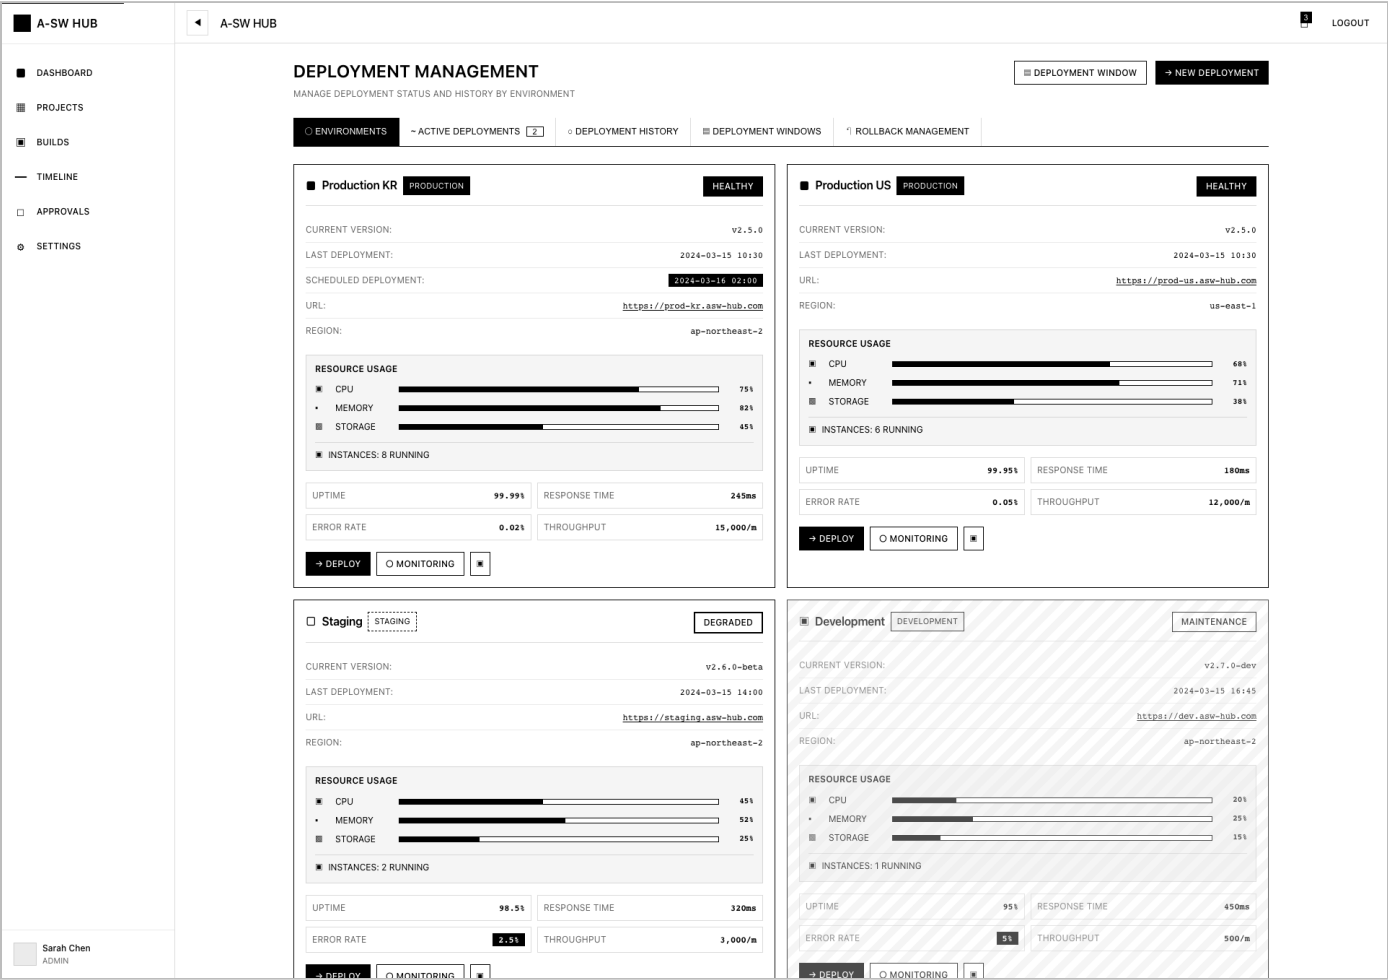 A-SW HUB
DASHBOARD
PROJECTS
BUILDS
TIMELINE
APPROVALS
SETTINGS
Sarah Chen
ADMIN
A-SW HUB
3
LOGOUT
DEPLOYMENT MANAGEMENT
MANAGE DEPLOYMENT STATUS AND HISTORY BY ENVIRONMENT
DEPLOYMENT WINDOW
→ NEW DEPLOYMENT
ENVIRONMENTS
~ ACTIVE DEPLOYMENTS 2
DEPLOYMENT HISTORY
DEPLOYMENT WINDOWS
ROLLBACK MANAGEMENT
Production KR PRODUCTION HEALTHY
CURRENT VERSION: v2.5.0
LAST DEPLOYMENT: 2024-03-15 10:30
SCHEDULED DEPLOYMENT: 2024-03-16 02:00
URL: https://prod-kr.asw-hub.com
REGION: ap-northeast-2
RESOURCE USAGE
CPU 75%
MEMORY 82%
STORAGE 45%
INSTANCES: 8 RUNNING
UPTIME 99.99% RESPONSE TIME 245ms
ERROR RATE 0.02% THROUGHPUT 15,000/m
→ DEPLOY MONITORING
Production US PRODUCTION HEALTHY
CURRENT VERSION: v2.5.0
LAST DEPLOYMENT: 2024-03-15 10:30
URL: https://prod-us.asw-hub.com
REGION: us-east-1
RESOURCE USAGE
CPU 68%
MEMORY 71%
STORAGE 38%
INSTANCES: 6 RUNNING
UPTIME 99.95% RESPONSE TIME 180ms
ERROR RATE 0.05% THROUGHPUT 12,000/m
→ DEPLOY MONITORING
Staging STAGING DEGRADED
CURRENT VERSION: v2.6.0-beta
LAST DEPLOYMENT: 2024-03-15 14:00
URL: https://staging.asw-hub.com
REGION: ap-northeast-2
RESOURCE USAGE
CPU 45%
MEMORY 52%
STORAGE 25%
INSTANCES: 2 RUNNING
UPTIME 98.5% RESPONSE TIME 320ms
ERROR RATE 2.5% THROUGHPUT 3,000/m
→ DEPLOY MONITORING
Development DEVELOPMENT MAINTENANCE
CURRENT VERSION: v2.7.0-dev
LAST DEPLOYMENT: 2024-03-15 16:45
URL: https://dev.asw-hub.com
REGION: ap-northeast-2
RESOURCE USAGE
CPU 20%
MEMORY 25%
STORAGE 15%
INSTANCES: 1 RUNNING
UPTIME 95% RESPONSE TIME 450ms
ERROR RATE 5% THROUGHPUT 500/m
→ DEPLOY MONITORING